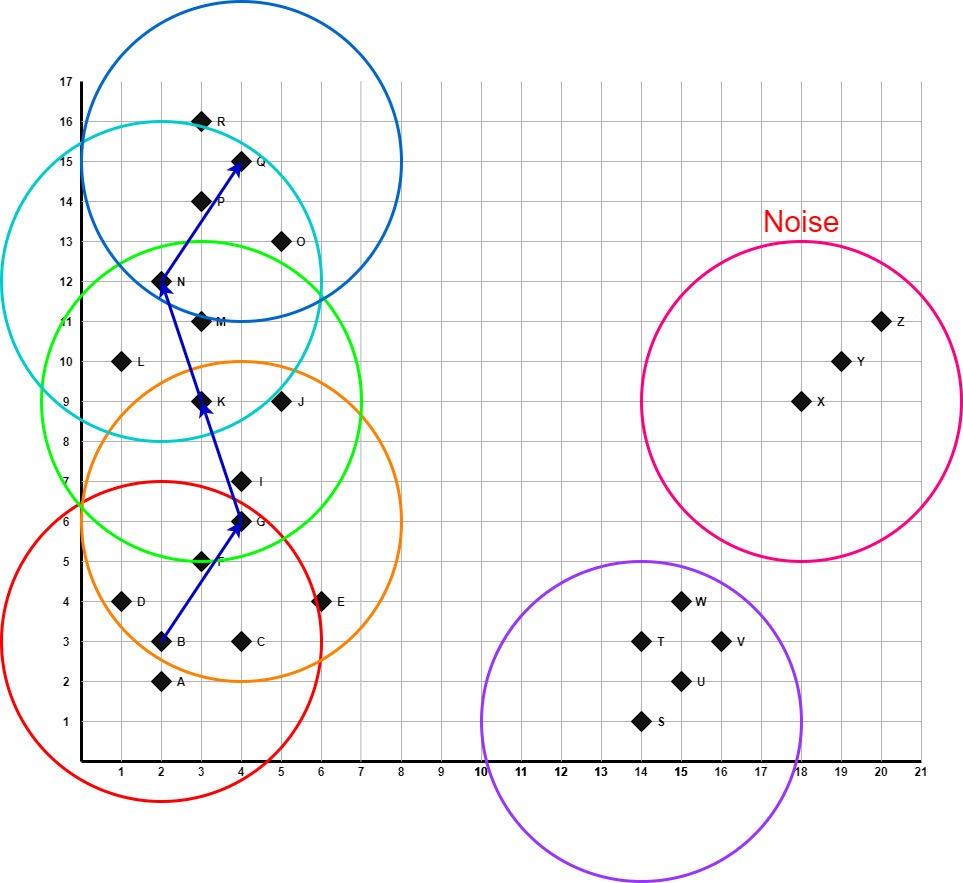 17
16 R
15 Q
14 P
Noise
13 O
12 N
11 M Z
10 L Y
9 K J X
8
7 I
6 G
5 F
4 D E W
3 B C T V
2 A U
1 S
1 2 3 4 5 6 7 8 9 10 11 12 13 14 15 16 17 18 19 20 21